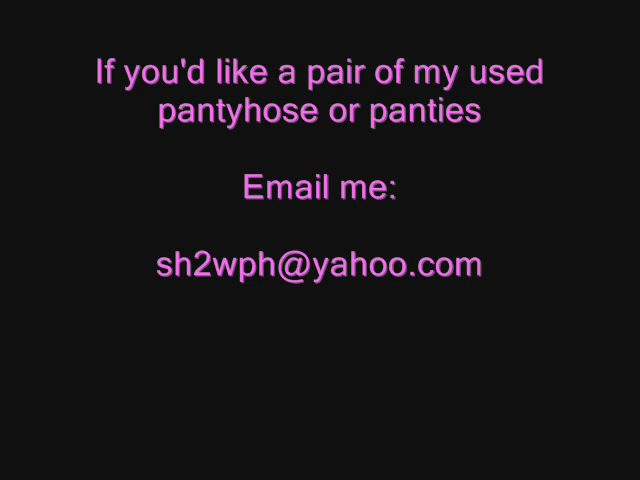 If you'd like a pair of my used
pantyhose or panties
Email me:
sh2wph@yahoo.com